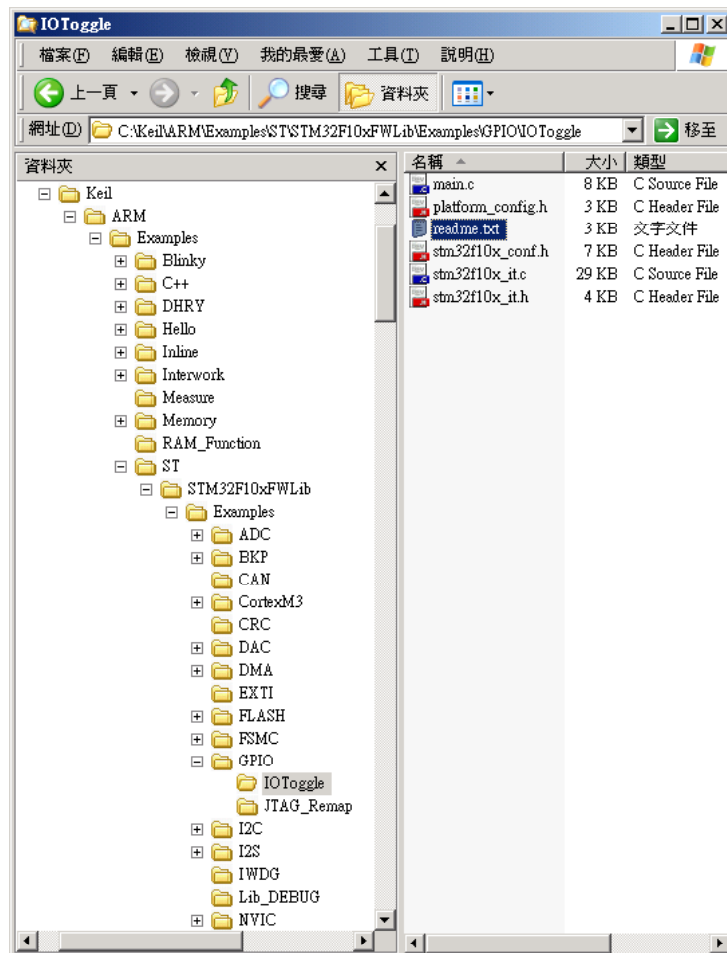 IOToggle
檔案(F) 編輯(E) 檢視(V) 我的最愛(A) 工具(T) 說明(H)
上一頁 搜尋 資料夾
網址(D) C:\Keil\ARM\Examples\ST\STM32F10xFWLib\Examples\GPIO\IOToggle 移至
資料夾
Keil
ARM
Examples
Blinky
C++
DHRY
Hello
Inline
Interwork
Measure
Memory
RAM_Function
ST
STM32F10xFWLib
Examples
ADC
BKP
CAN
CortexM3
CRC
DAC
DMA
EXTI
FLASH
FSMC
GPIO
IOToggle
JTAG_Remap
I2C
I2S
IWDG
Lib_DEBUG
NVIC
名稱 大小 類型
main.c 8 KB C Source File
platform_config.h 3 KB C Header File
readme.txt 3 KB 文字文件
stm32f10x_conf.h 7 KB C Header File
stm32f10x_it.c 29 KB C Source File
stm32f10x_it.h 4 KB C Header File